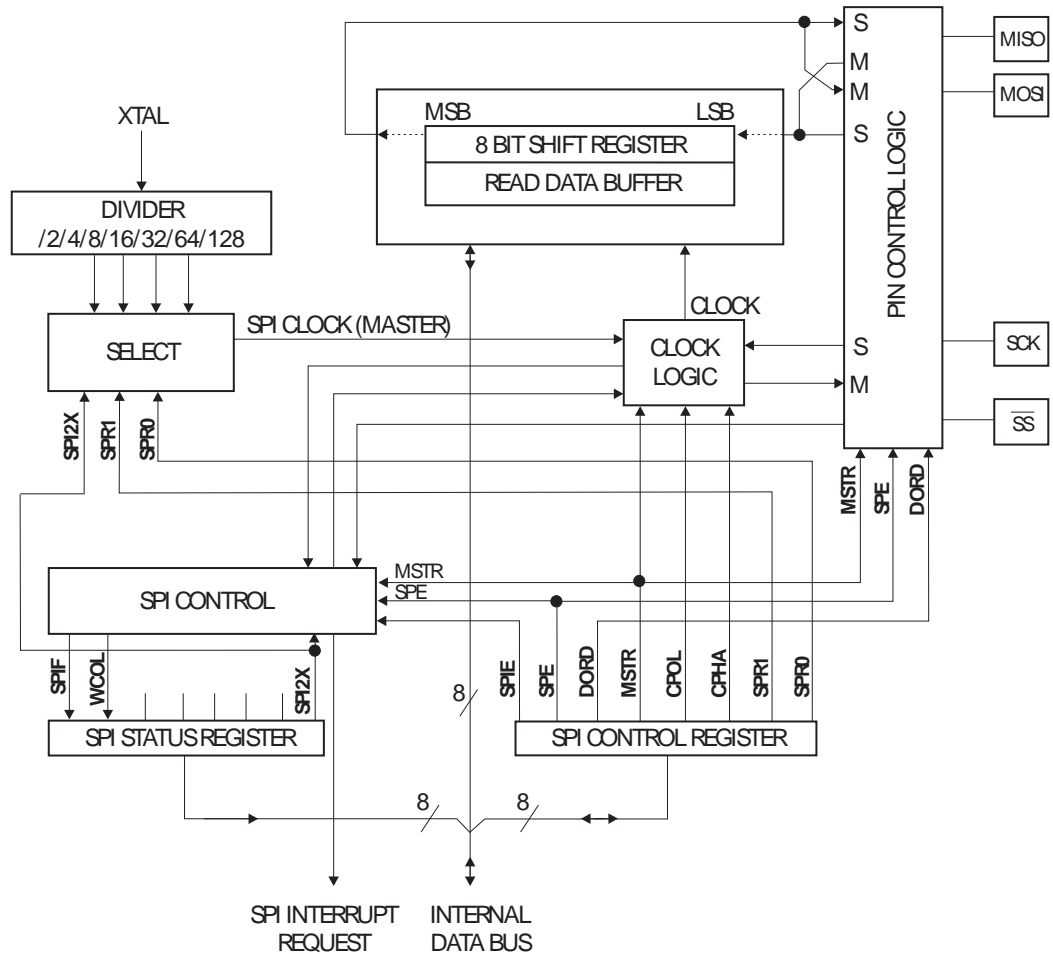 S
MISO
M
M
MOSI
MSB
LSB
XTAL
S
8 BIT SHIFT REGISTER
READ DATA BUFFER
DIVIDER
/2/4/8/16/32/64/128
PIN CONTROL LOGIC
CLOCK
SPI CLOCK (MASTER)
SELECT
CLOCK
LOGIC
S
SCK
M
SS
SPI2X
SPR1
SPR0
MSTR
SPE
DORD
MSTR
SPE
SPI CONTROL
SPIF
WCOL
SPI2X
SPIE
SPE
DORD
MSTR
CPOL
CPHA
SPR1
SPR0
8
SPI STATUS REGISTER
SPI CONTROL REGISTER
8
8
SPI INTERRUPT
REQUEST
INTERNAL
DATA BUS